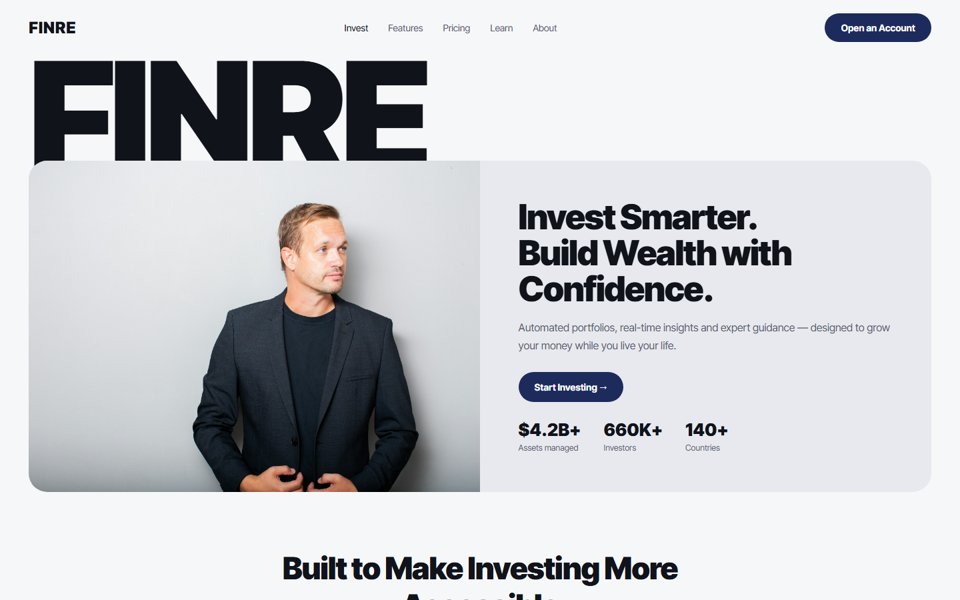 FINRE
Invest
Features
Pricing
Learn
About
Open an Account
FINRE
Invest Smarter.
Build Wealth with
Confidence.
Automated portfolios, real-time insights and expert guidance — designed to grow
your money while you live your life.
Start Investing →
$4.2B+
660K+
140+
Assets managed
Investors
Countries
Built to Make Investing More